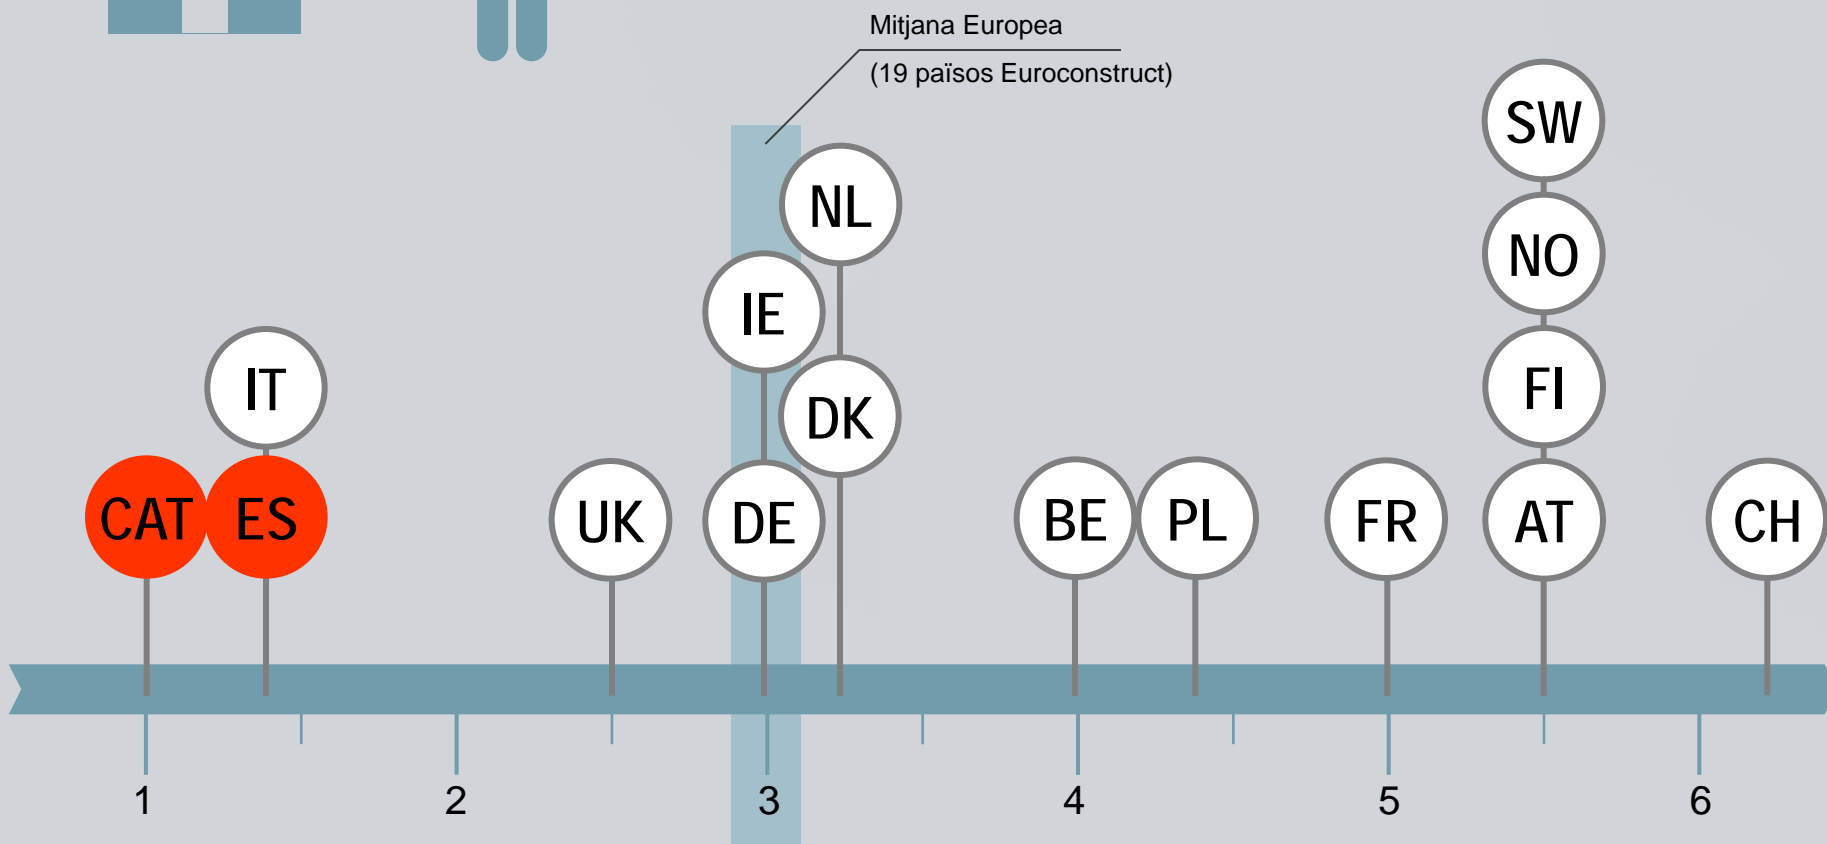 Mitjana Europea
(19 països Euroconstruct)
SW
NL
NO
IE
IT
FI
DK
CAT
ES
UK
DE
BE
PL
FR
AT
CH
1
2
3
4
5
6